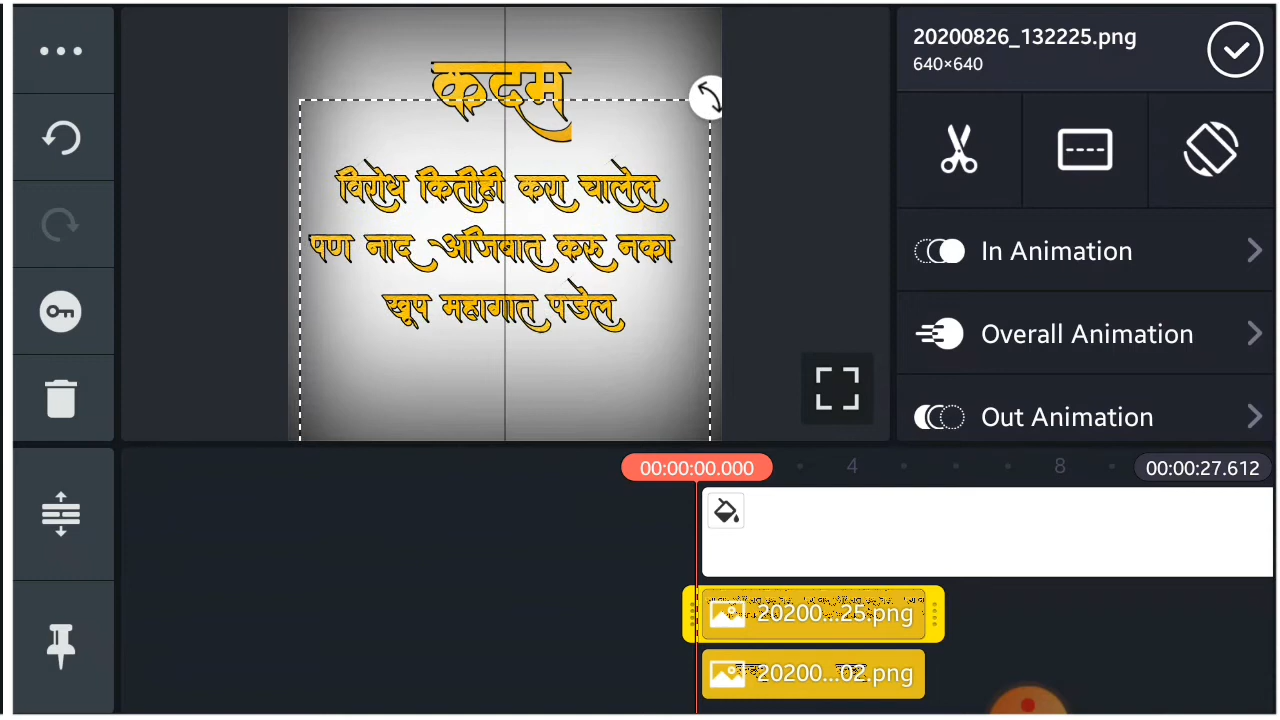 20200826_132225.png
640×640
कदम
विरोध कितीही करा चालेल
पण नाद अजिबात करू नका
खूप महागात पडेल
In Animation
Overall Animation
Out Animation
00:00:00.000
4
8
00:00:27.612
20200...25.png
20200...02.png